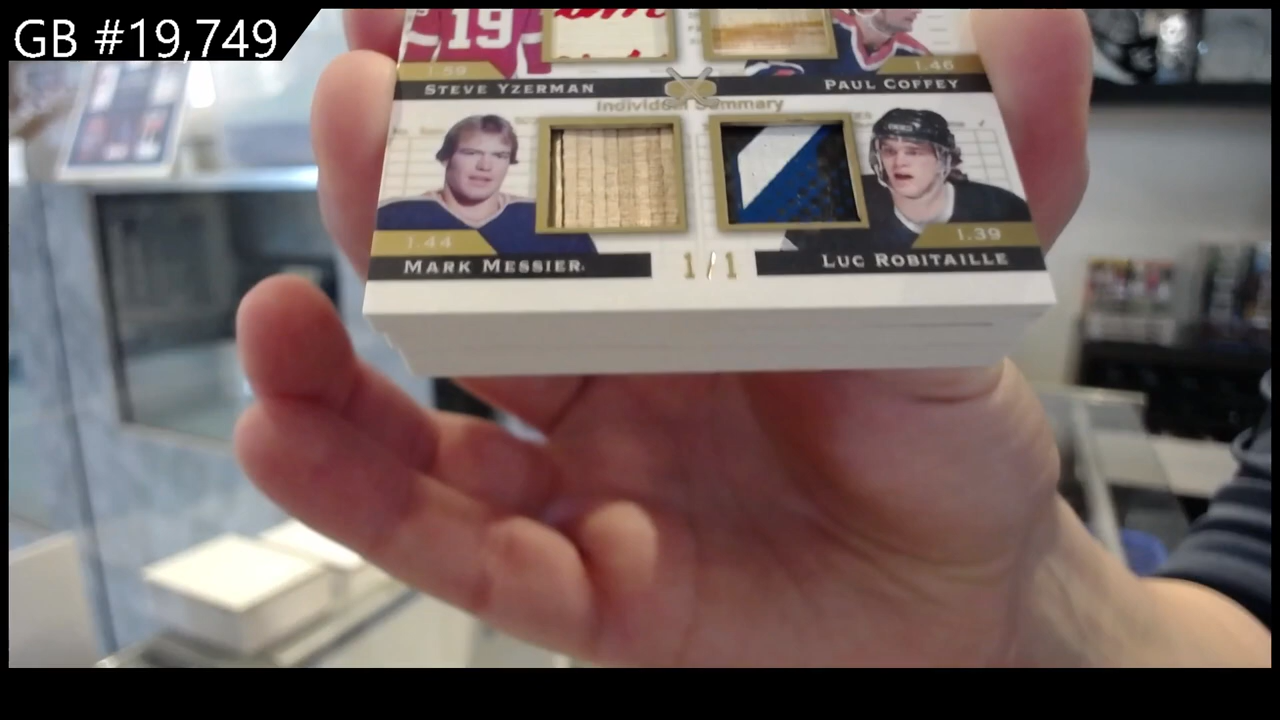 GB #19,749
19
1.59
1.46
STEVE YZERMAN
PAUL COFFEY
Individual Summary
1.44
1.39
MARK MESSIER
1/1
LUC ROBITAILLE